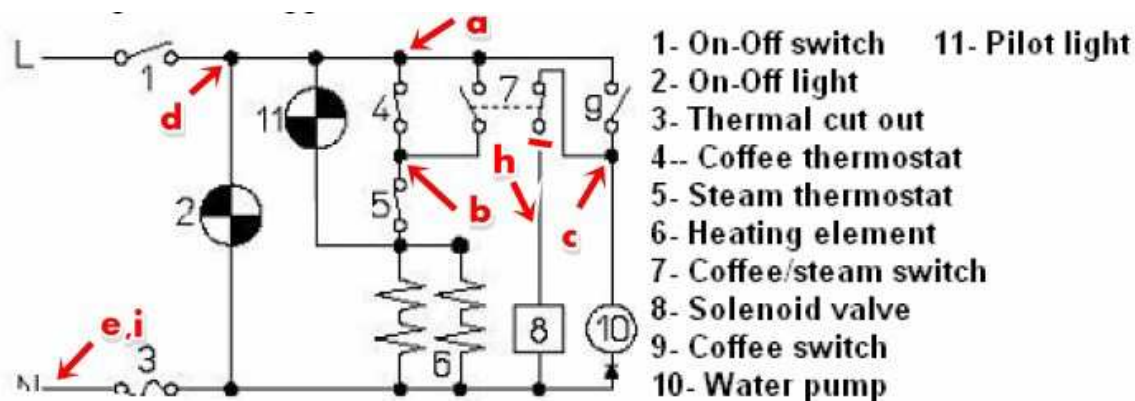 a
L
1
d
11
4
7
9
h
2
5
b
c
e,i
3
6
8
10
1- On-Off switch 11- Pilot light
2- On-Off light
3- Thermal cut out
4-- Coffee thermostat
5- Steam thermostat
6- Heating element
7- Coffee/steam switch
8- Solenoid valve
9- Coffee switch
10- Water pump